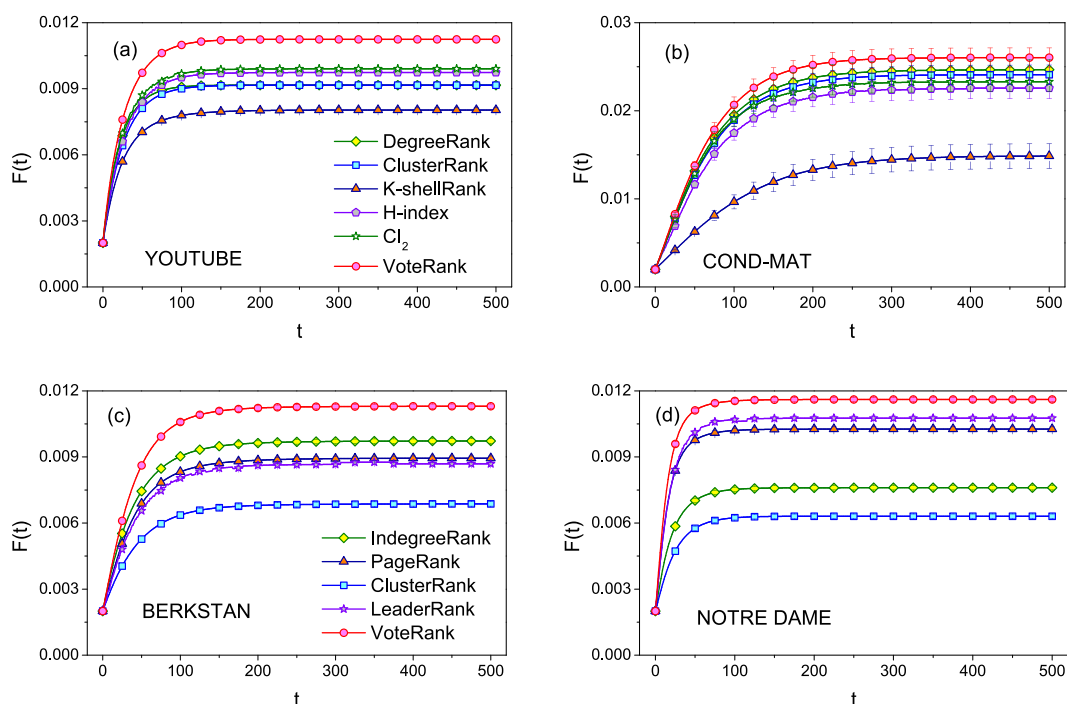 (a)
0.012
0.009
0.006
0.003
0.000
F(t)
DegreeRank
ClusterRank
K-shellRank
H-index
CI2
VoteRank
YOUTUBE
0 100 200 300 400 500
t
(b)
0.03
0.02
0.01
0.00
F(t)
COND-MAT
0 100 200 300 400 500
t
(c)
0.012
0.009
0.006
0.003
0.000
F(t)
IndegreeRank
PageRank
ClusterRank
LeaderRank
VoteRank
BERKSTAN
0 100 200 300 400 500
t
(d)
0.012
0.009
0.006
0.003
0.000
F(t)
NOTRE DAME
0 100 200 300 400 500
t